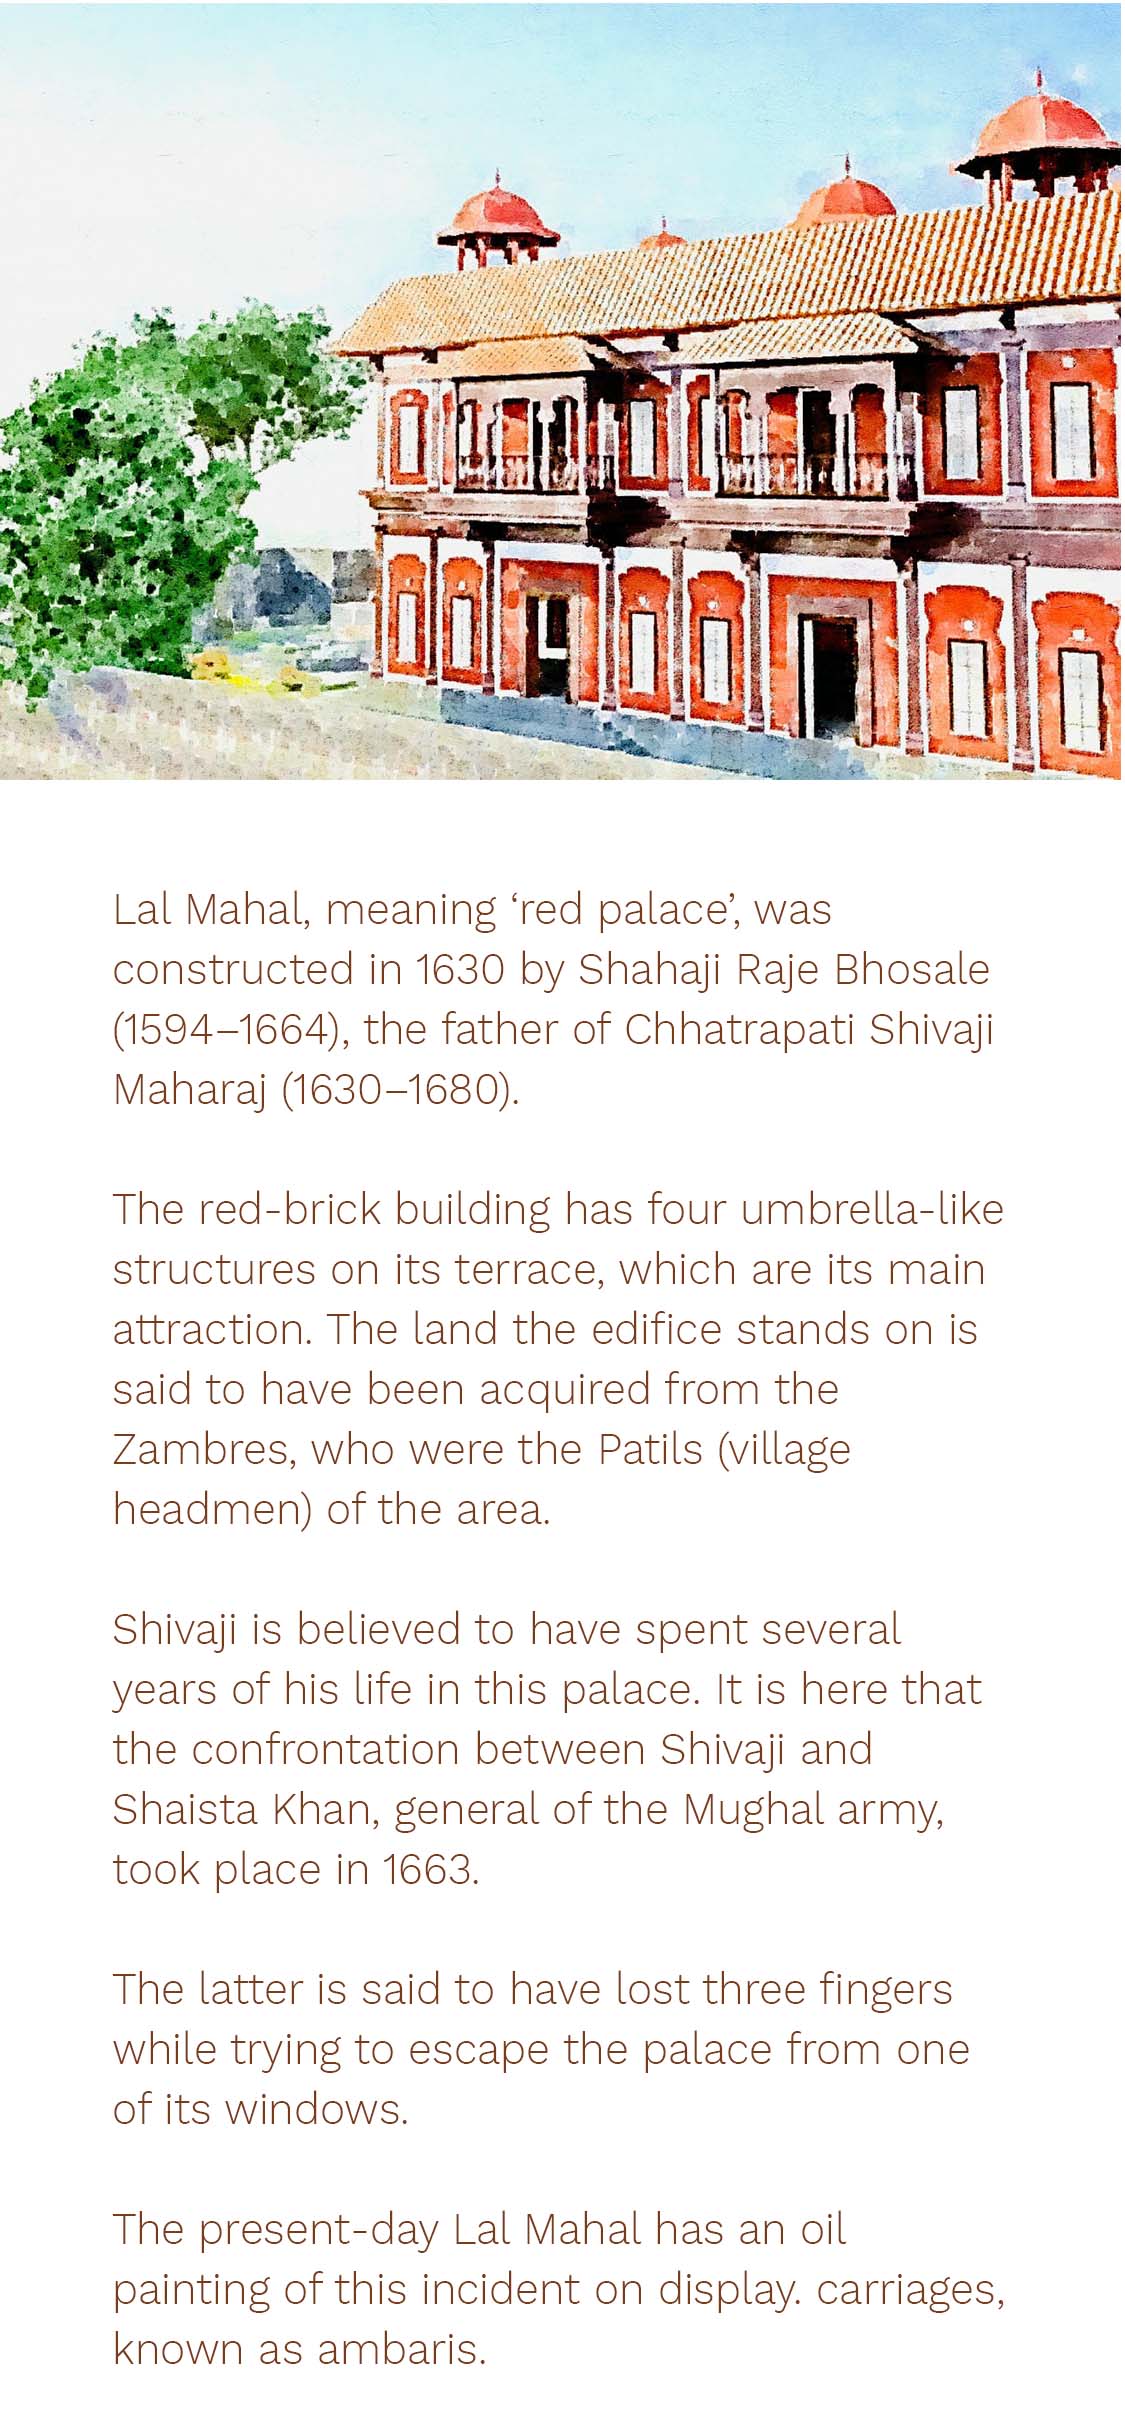 Lal Mahal, meaning ‘red palace’, was
constructed in 1630 by Shahaji Raje Bhosale
(1594–1664), the father of Chhatrapati Shivaji
Maharaj (1630–1680).
The red-brick building has four umbrella-like
structures on its terrace, which are its main
attraction. The land the edifice stands on is
said to have been acquired from the
Zambres, who were the Patils (village
headmen) of the area.
Shivaji is believed to have spent several
years of his life in this palace. It is here that
the confrontation between Shivaji and
Shaista Khan, general of the Mughal army,
took place in 1663.
The latter is said to have lost three fingers
while trying to escape the palace from one
of its windows.
The present-day Lal Mahal has an oil
painting of this incident on display. carriages,
known as ambaris.